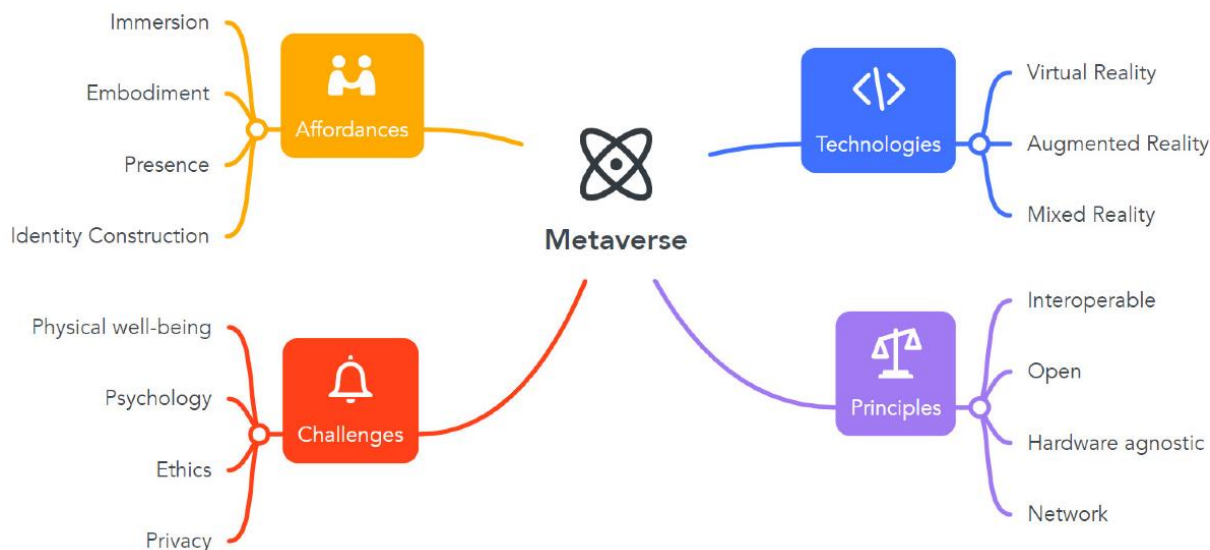 Immersion
Embodiment
Presence
Identity Construction
Affordances
Metaverse
Technologies
Virtual Reality
Augmented Reality
Mixed Reality
Physical well-being
Psychology
Ethics
Privacy
Challenges
Principles
Interoperable
Open
Hardware agnostic
Network